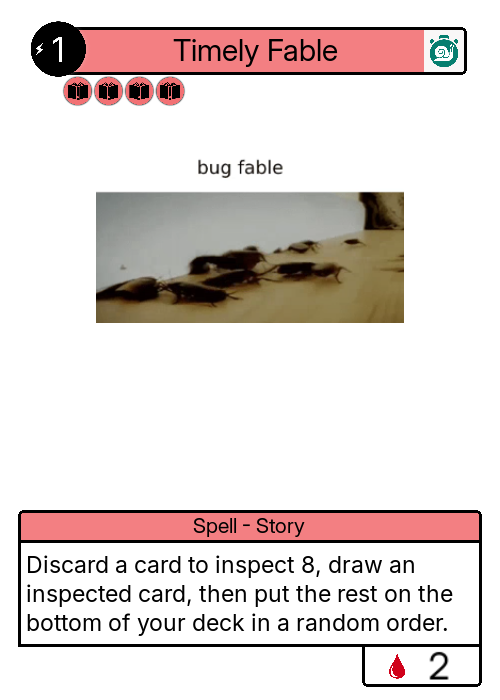 1
Timely Fable
bug fable
Spell - Story
Discard a card to inspect 8, draw an
inspected card, then put the rest on the
bottom of your deck in a random order.
2